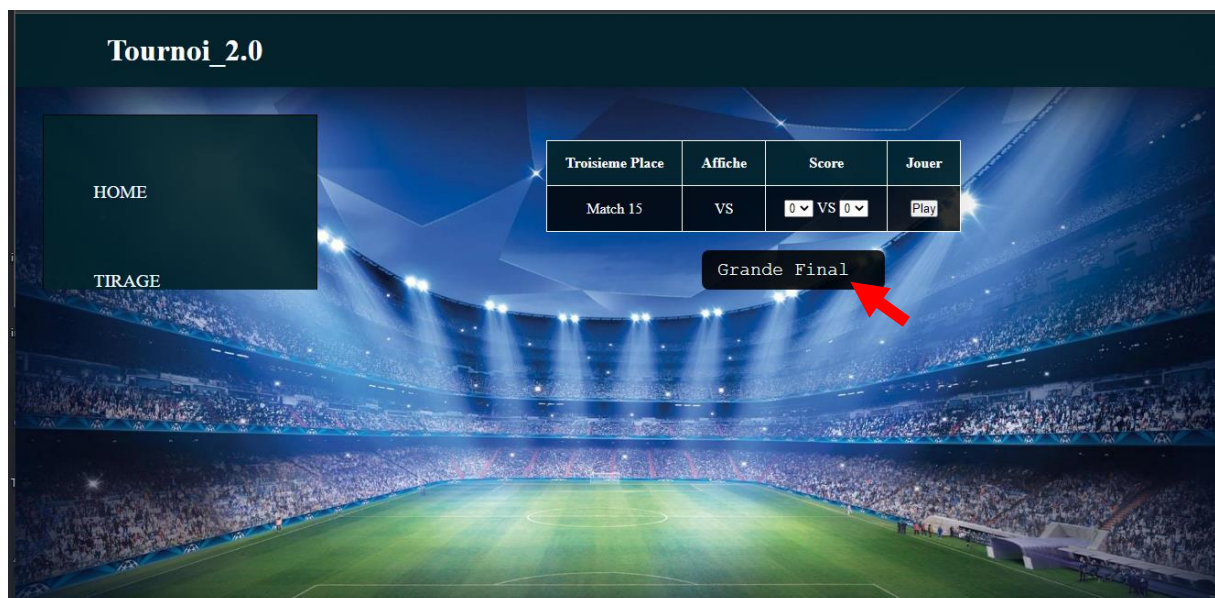 Tournoi_2.0
HOME
TIRAGE
Troisieme Place Affiche Score Jouer
Match 15 VS 0 VS 0 Play
Grande Final